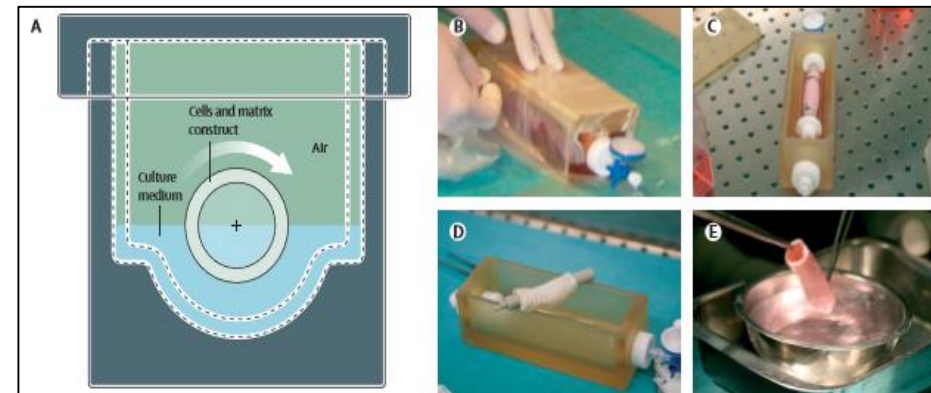 A
Cells and matrix
construct
Air
Culture
medium
B
C
D
E